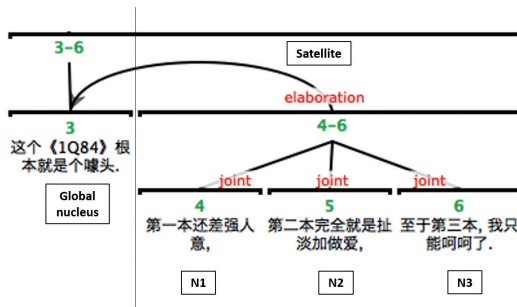 3-6
Satellite
elaboration
3
4-6
这个《1Q84》根
本就是个噱头.
Global
nucleus
joint
joint
joint
4
5
6
第一本还差强人
意,
第二本完全就是扯
淡加做爱,
至于第三本, 我只
能呵呵了.
N1
N2
N3